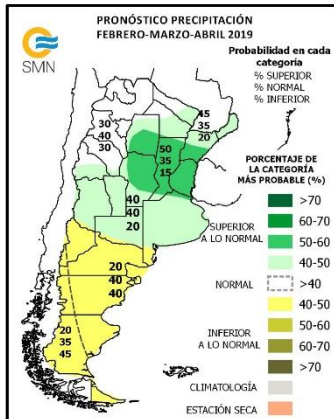 SMN
PRONÓSTICO PRECIPITACIÓN
FEBRERO-MARZO-ABRIL 2019
Probabilidad en cada
categoría
% SUPERIOR
% NORMAL
% INFERIOR
45
35
20
30
40
30
50
35
15
40
40
20
20
40
40
20
35
45
PORCENTAJE DE
LA CATEGORÍA
MÁS PROBABLE (%)
SUPERIOR
A LO NORMAL
>70
60-70
50-60
40-50
NORMAL
>40
INFERIOR
A LO NORMAL
40-50
50-60
60-70
>70
CLIMATOLOGÍA
ESTACIÓN SECA